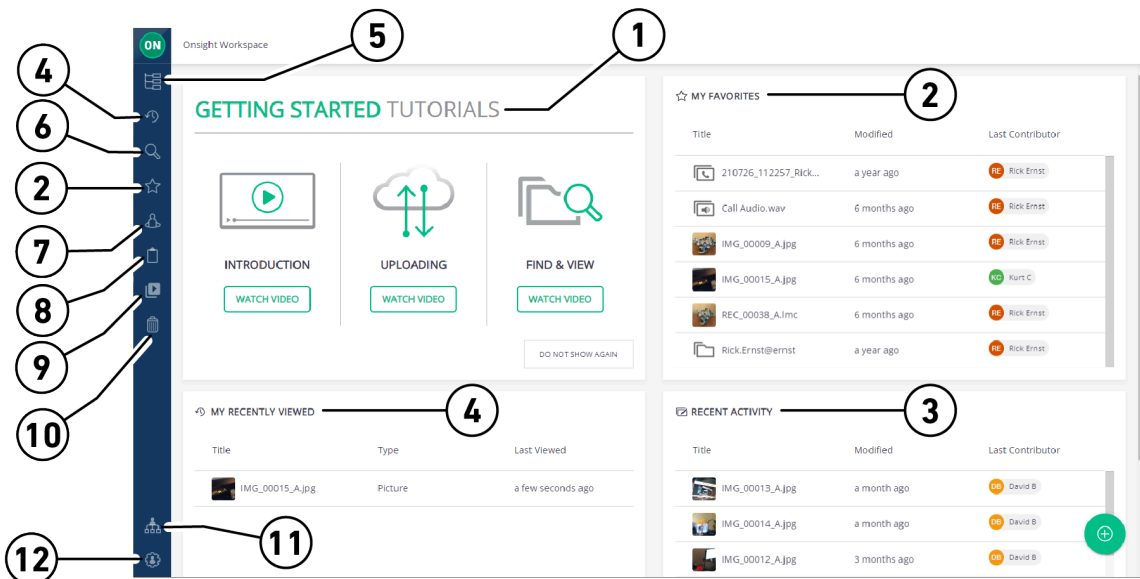 5
1
ON
Onsight Workspace
4
6
2
7
8
9
10
11
12
GETTING STARTED TUTORIALS
INTRODUCTION
UPLOADING
FIND & VIEW
WATCH VIDEO
WATCH VIDEO
WATCH VIDEO
DO NOT SHOW AGAIN
MY FAVORITES
2
Title Modified Last Contributor
210726_112257_Rick... a year ago RE Rick Ernst
Call Audio.wav 6 months ago RE Rick Ernst
IMG_00009_A.jpg 6 months ago RE Rick Ernst
IMG_00015_A.jpg 6 months ago KC Kurt C
REC_00038_A.lmc 6 months ago RE Rick Ernst
Rick.Ernst@ernst a year ago RE Rick Ernst
MY RECENTLY VIEWED
4
Title Type Last Viewed
IMG_00015_A.jpg Picture a few seconds ago
RECENT ACTIVITY
3
Title Modified Last Contributor
IMG_00013_A.jpg a month ago DB David B
IMG_00014_A.jpg a month ago DB David B
IMG_00012_A.jpg 3 months ago DB David B